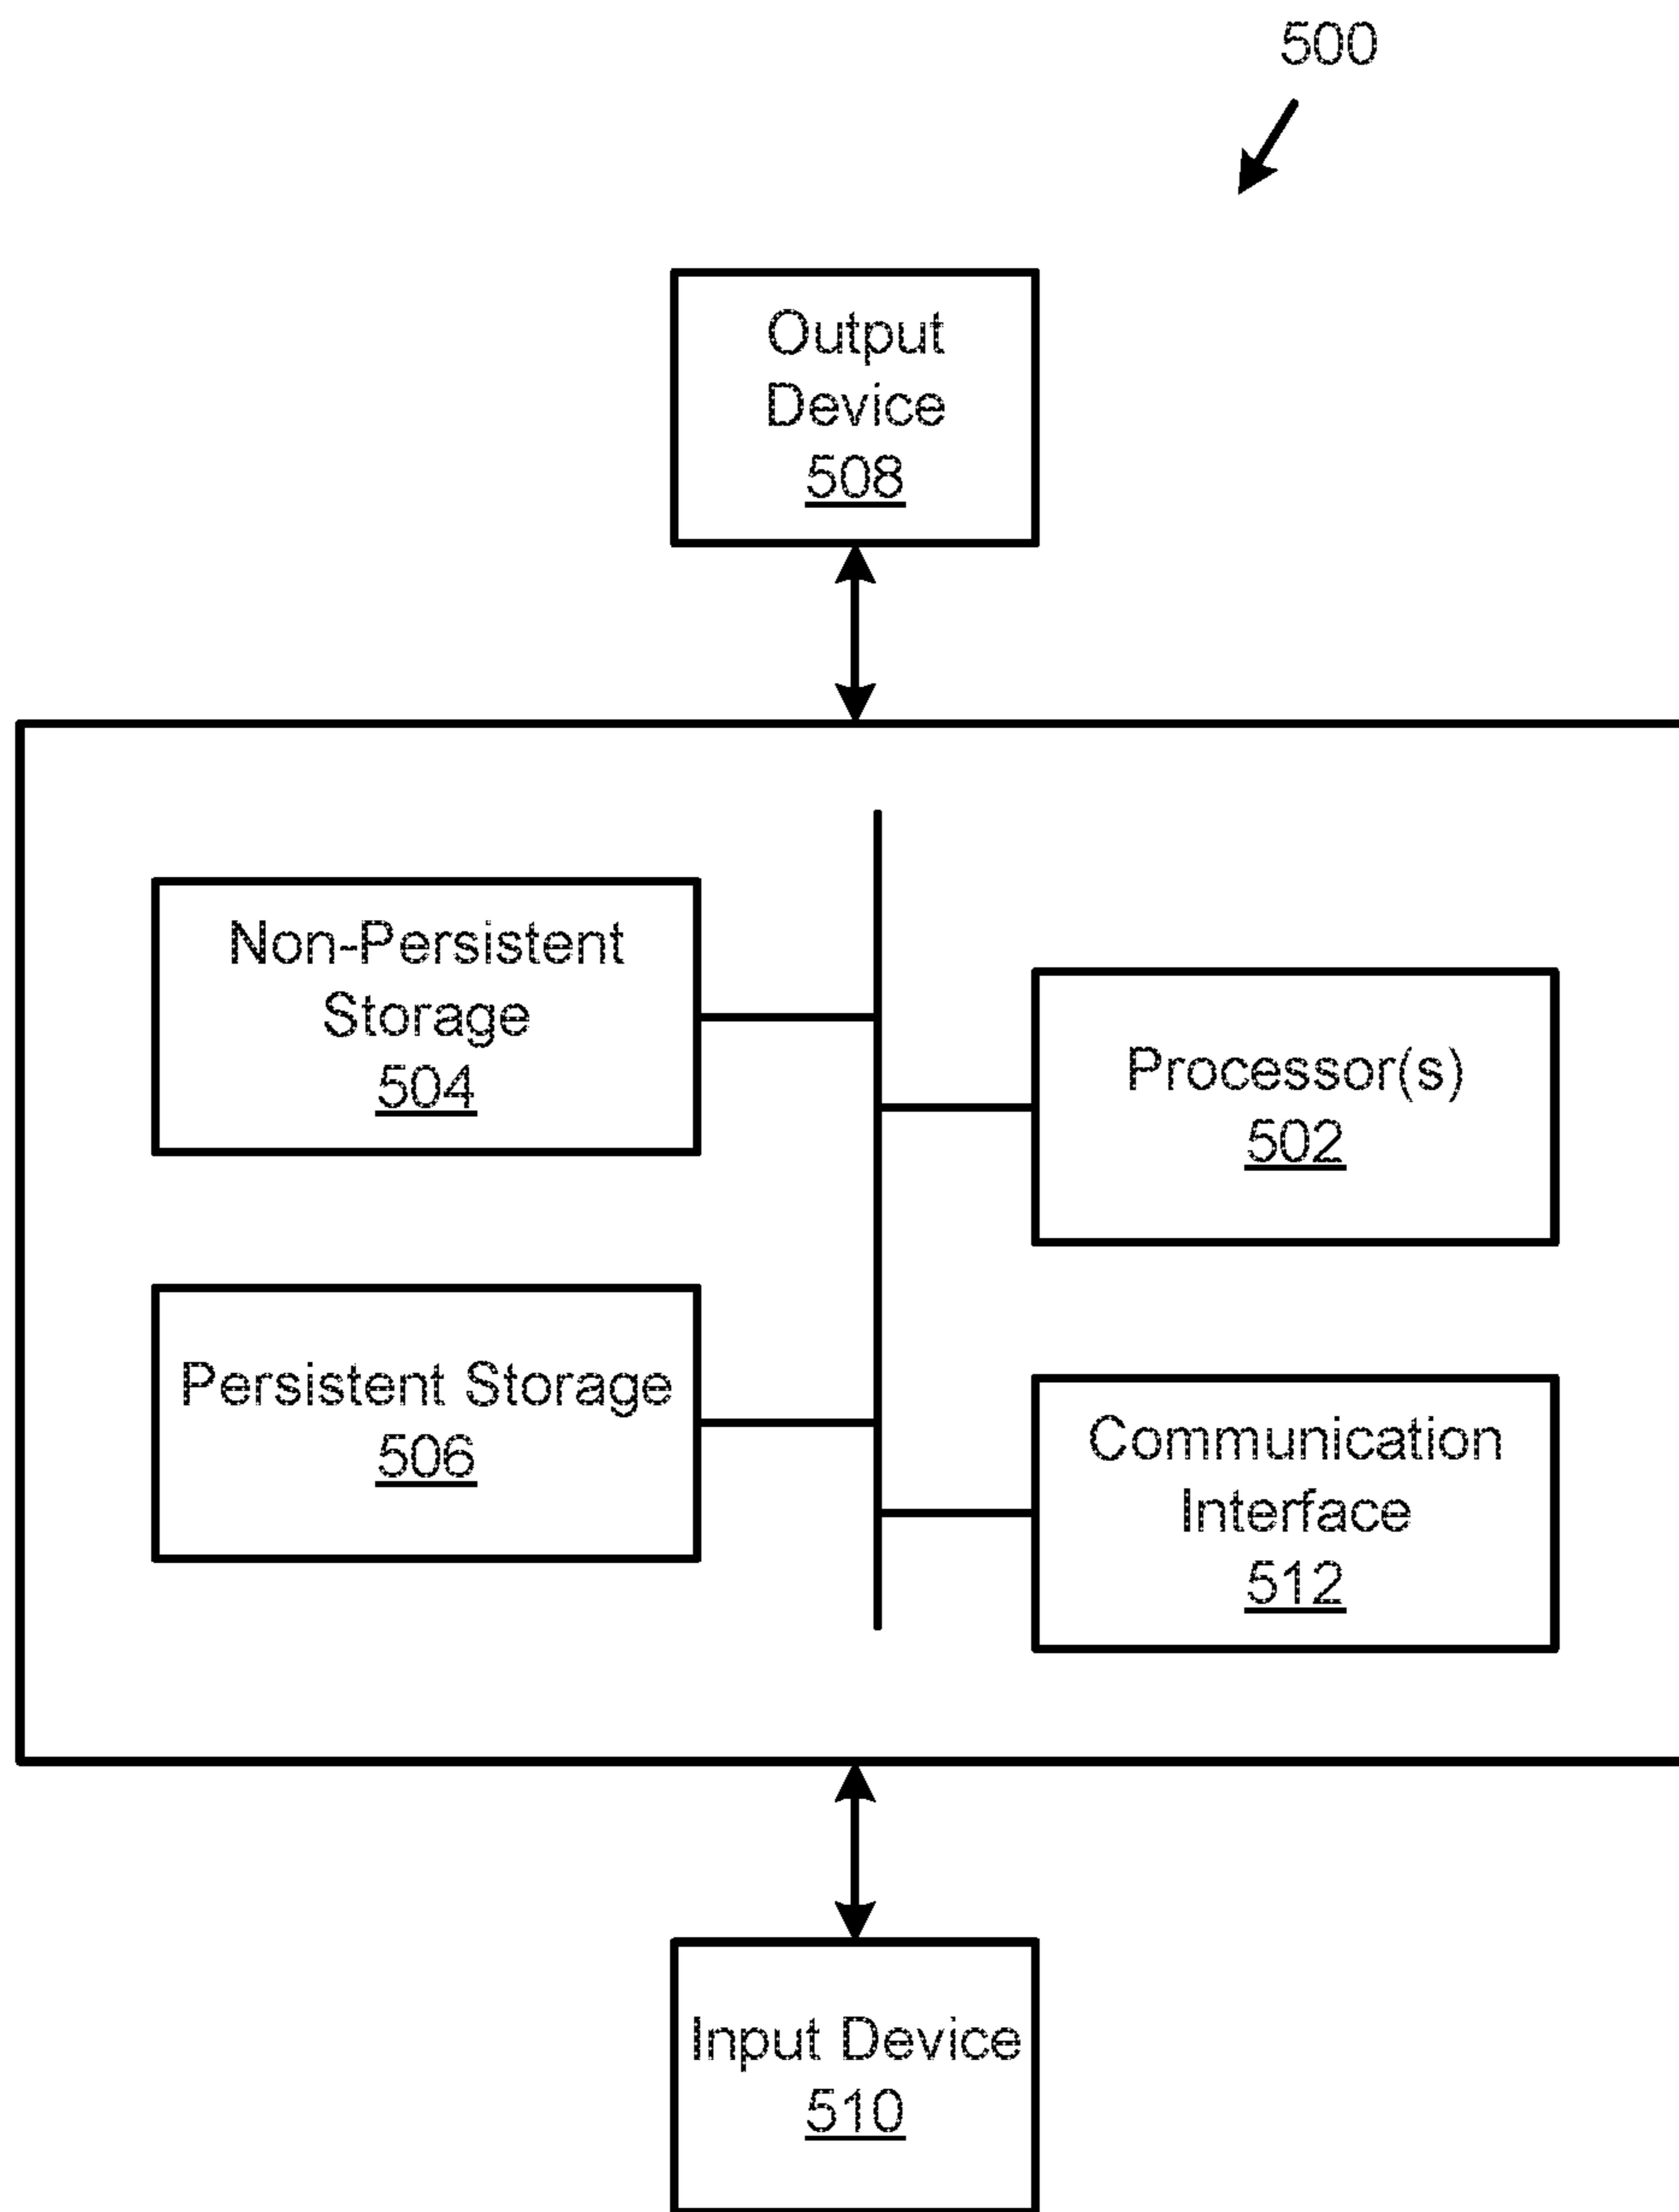 500
Output
Device
508
Non-Persistent
Storage
504
Processor(s)
502
Persistent Storage
506
Communication
Interface
512
Input Device
510